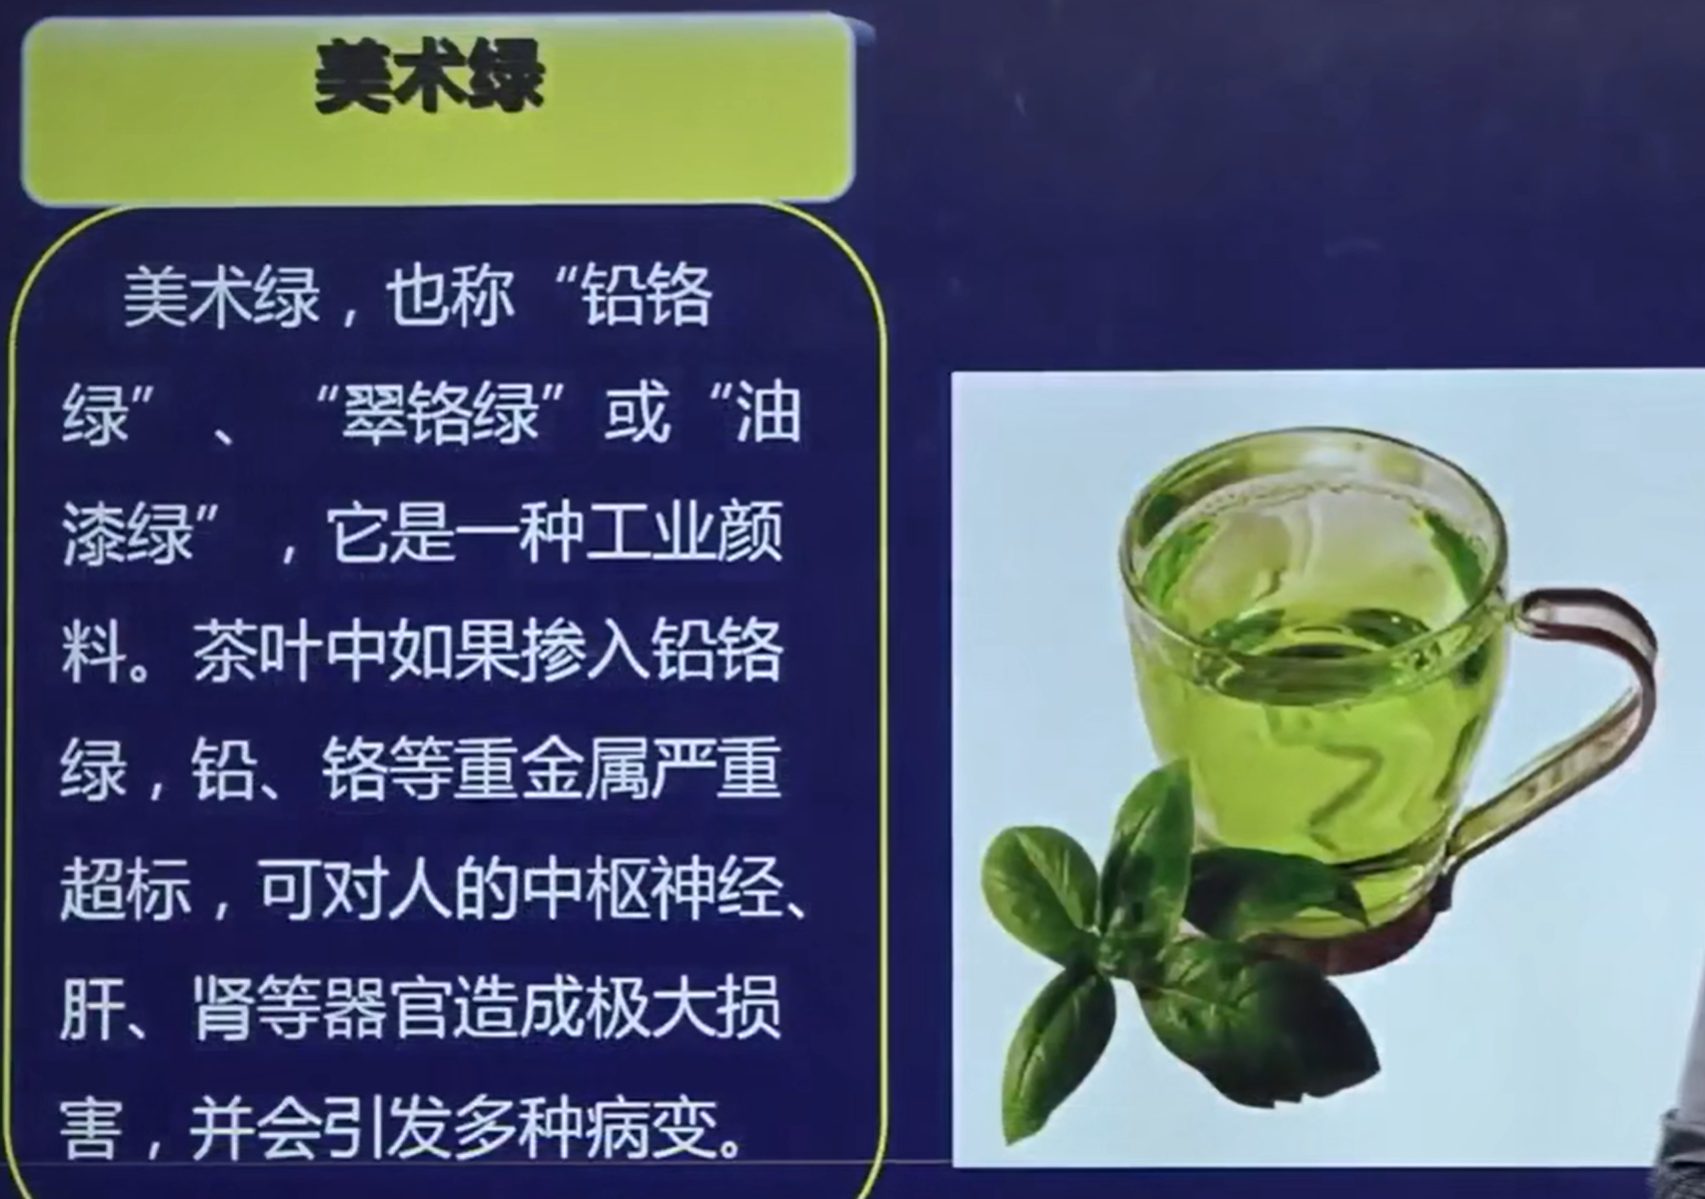 美术绿
美术绿，也称“铅铬
绿”、“翠铬绿”或“油
漆绿”，它是一种工业颜
料。茶叶中如果掺入铅铬
绿，铅、铬等重金属严重
超标，可对人的中枢神经、
肝、肾等器官造成极大损
害，并会引发多种病变。